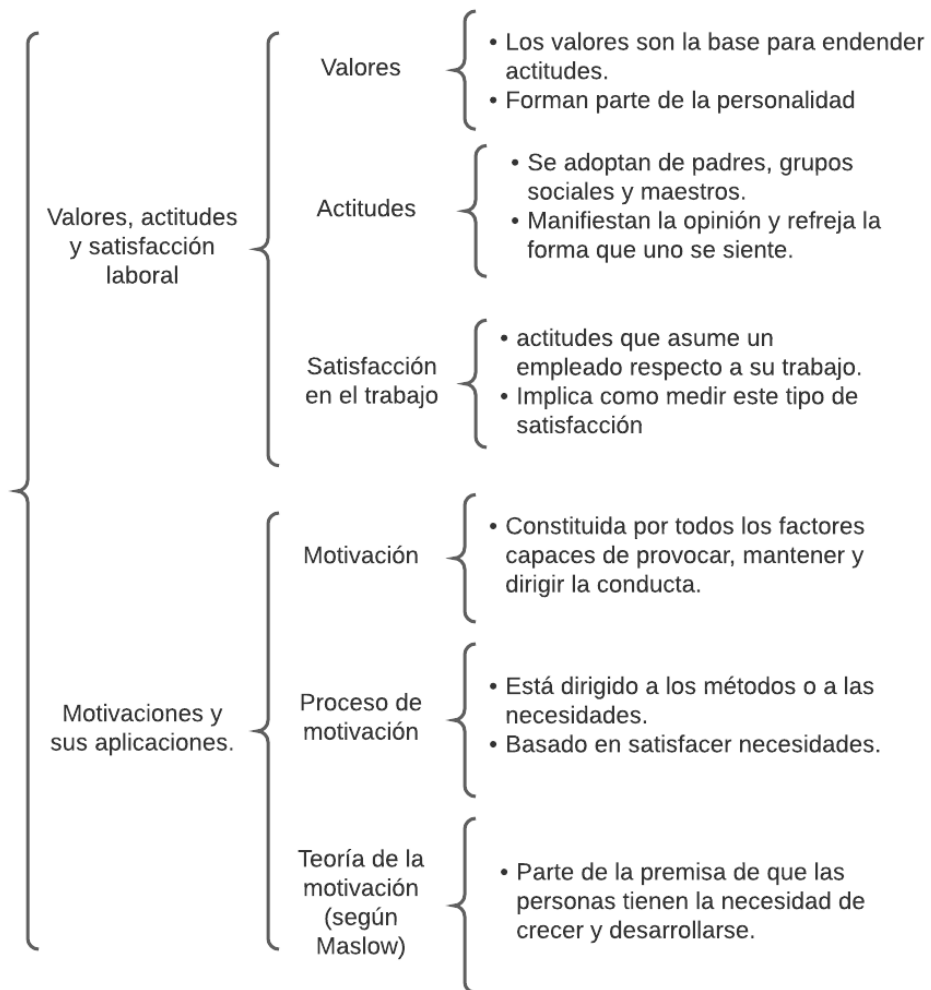 Valores, actitudes
y satisfacción
laboral
Valores
• Los valores son la base para endender
actitudes.
• Forman parte de la personalidad
Actitudes
• Se adoptan de padres, grupos
sociales y maestros.
• Manifiestan la opinión y refreja la
forma que uno se siente.
Satisfacción
en el trabajo
• actitudes que asume un
empleado respecto a su trabajo.
• Implica como medir este tipo de
satisfacción
Motivaciones y
sus aplicaciones.
Motivación
• Constituida por todos los factores
capaces de provocar, mantener y
dirigir la conducta.
Proceso de
motivación
• Está dirigido a los métodos o a las
necesidades.
• Basado en satisfacer necesidades.
Teoría de la
motivación
(según
Maslow)
• Parte de la premisa de que las
personas tienen la necesidad de
crecer y desarrollarse.